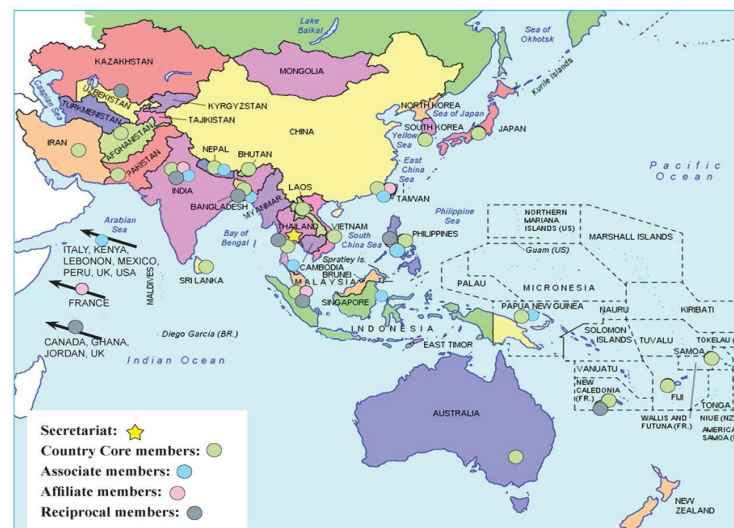 Lake
Baikal
Sea of
Okhotsk
KAZAKHSTAN
MONGOLIA
Kurile Islands
Caspian Sea
UZBEKISTAN
TURKMENISTAN
KYRGYZSTAN
TAJIKISTAN
NORTH KOREA
Sea of Japan
SOUTH KOREA
JAPAN
CHINA
Yellow
Sea
IRAN
AFGHANISTAN
PAKISTAN
NEPAL
BHUTAN
East
China
Sea
Pacific
Ocean
INDIA
BANGLADESH
MYANMAR
LAOS
TAIWAN
Arabian
Sea
Bay of
Bengal
THAILAND
VIETNAM
South
China Sea
Philippine
Sea
PHILIPPINES
NORTHERN
MARIANA
ISLANDS (US)
Guam (US)
MARSHALL ISLANDS
ITALY, KENYA,
LEBONON, MEXICO,
PERU, UK, USA
MALDIVES
SRI LANKA
CAMBODIA
Spratley Is.
BRUNEI
MALAYSIA
SINGAPORE
PALAU
MICRONESIA
FRANCE
INDONESIA
PAPUA NEW GUINEA
NAURU
KIRIBATI
CANADA, GHANA,
JORDAN, UK
Diego Garcia (BR.)
Indian Ocean
EAST TIMOR
SOLOMON
ISLANDS
TUVALU
TOKELAU (
SAMOA
VANUATU
NEW
CALEDONIA
(FR.)
FIJI
TONGA
WALLIS AND
FUTUNA (FR.)
NIUE (NZ
AMERICA
SAMOA (U
AUSTRALIA
NEW
ZEALAND
Secretariat:
Country Core members:
Associate members:
Affiliate members:
Reciprocal members: